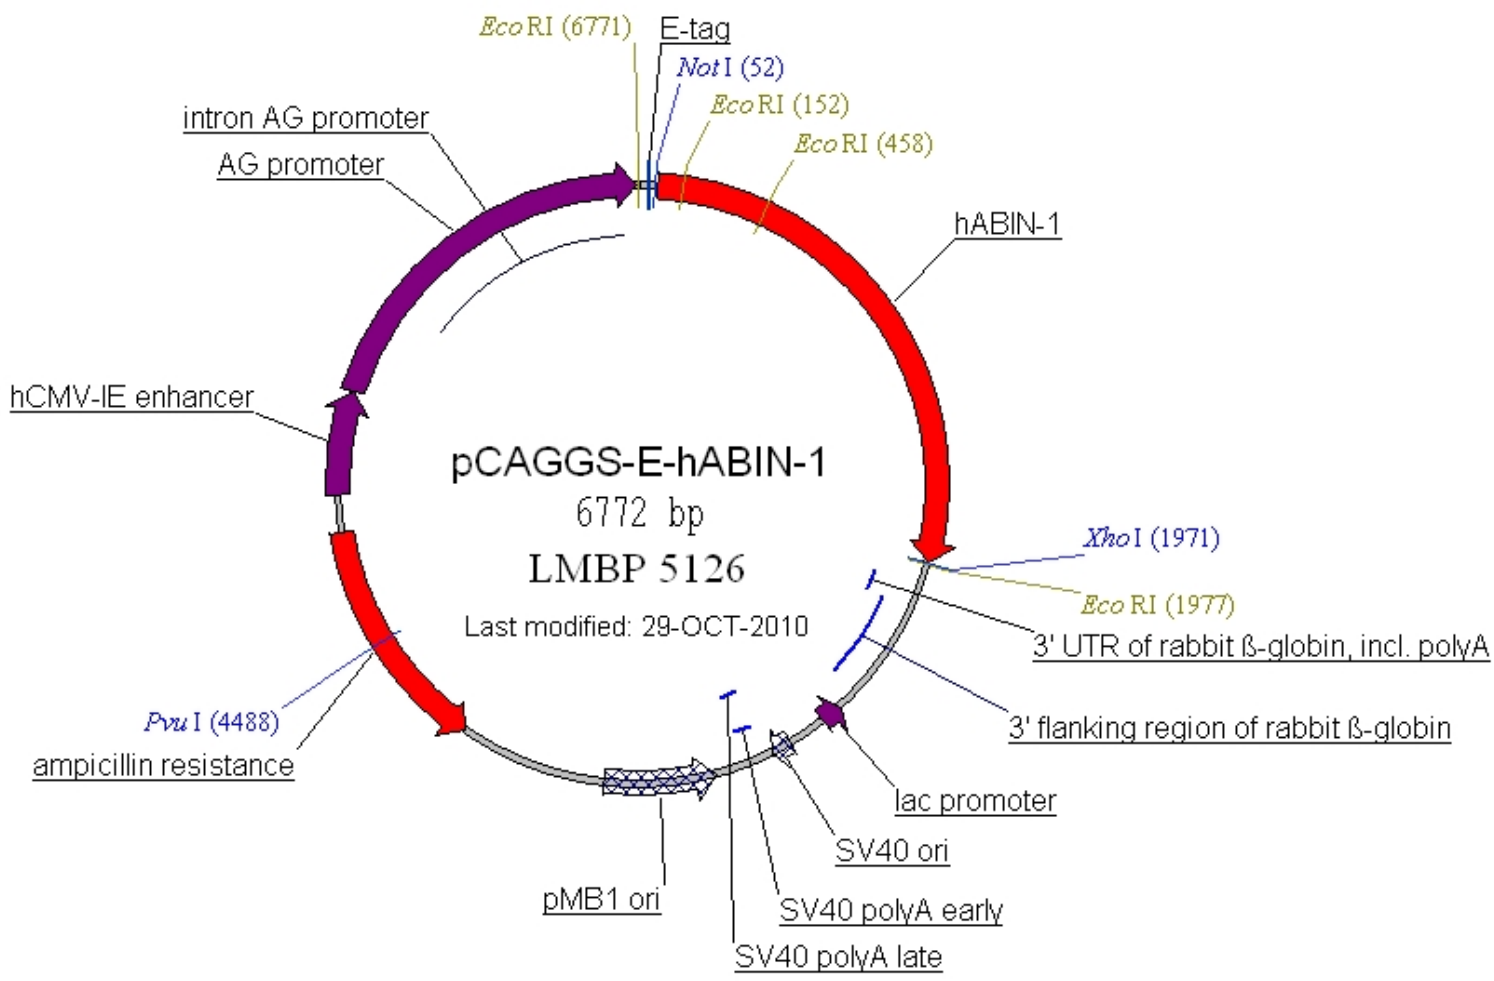 EcoRI (6771)
E-tag
NotI (52)
EcoRI (152)
EcoRI (458)
intron AG promoter
AG promoter
hABIN-1
hCMV-IE enhancer
pCAGGS-E-hABIN-1
6772 bp
LMBP 5126
Last modified: 29-OCT-2010
XhoI (1971)
EcoRI (1977)
3' UTR of rabbit ß-globin, incl. polyA
3' flanking region of rabbit ß-globin
PvuI (4488)
ampicillin resistance
lac promoter
SV40 ori
pMB1 ori
SV40 polyA early
SV40 polyA late